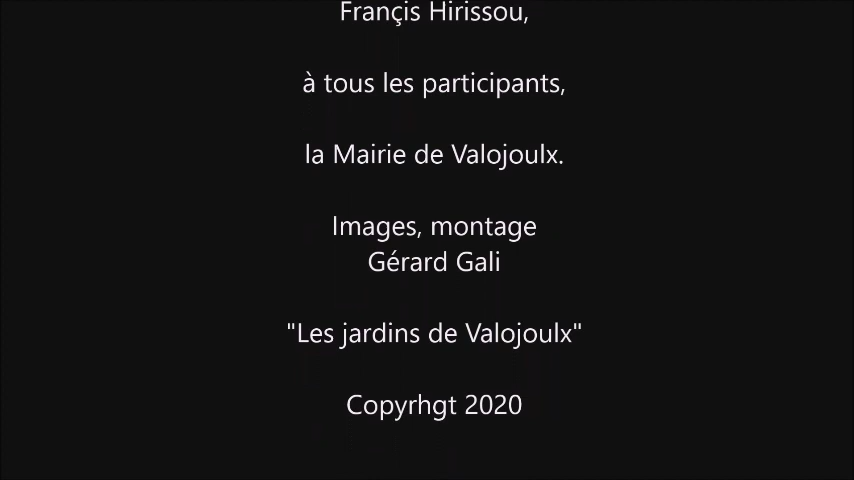 Françis Hirissou,
à tous les participants,
la Mairie de Valojoulx.
Images, montage
Gérard Gali
"Les jardins de Valojoulx"
Copyrhgt 2020